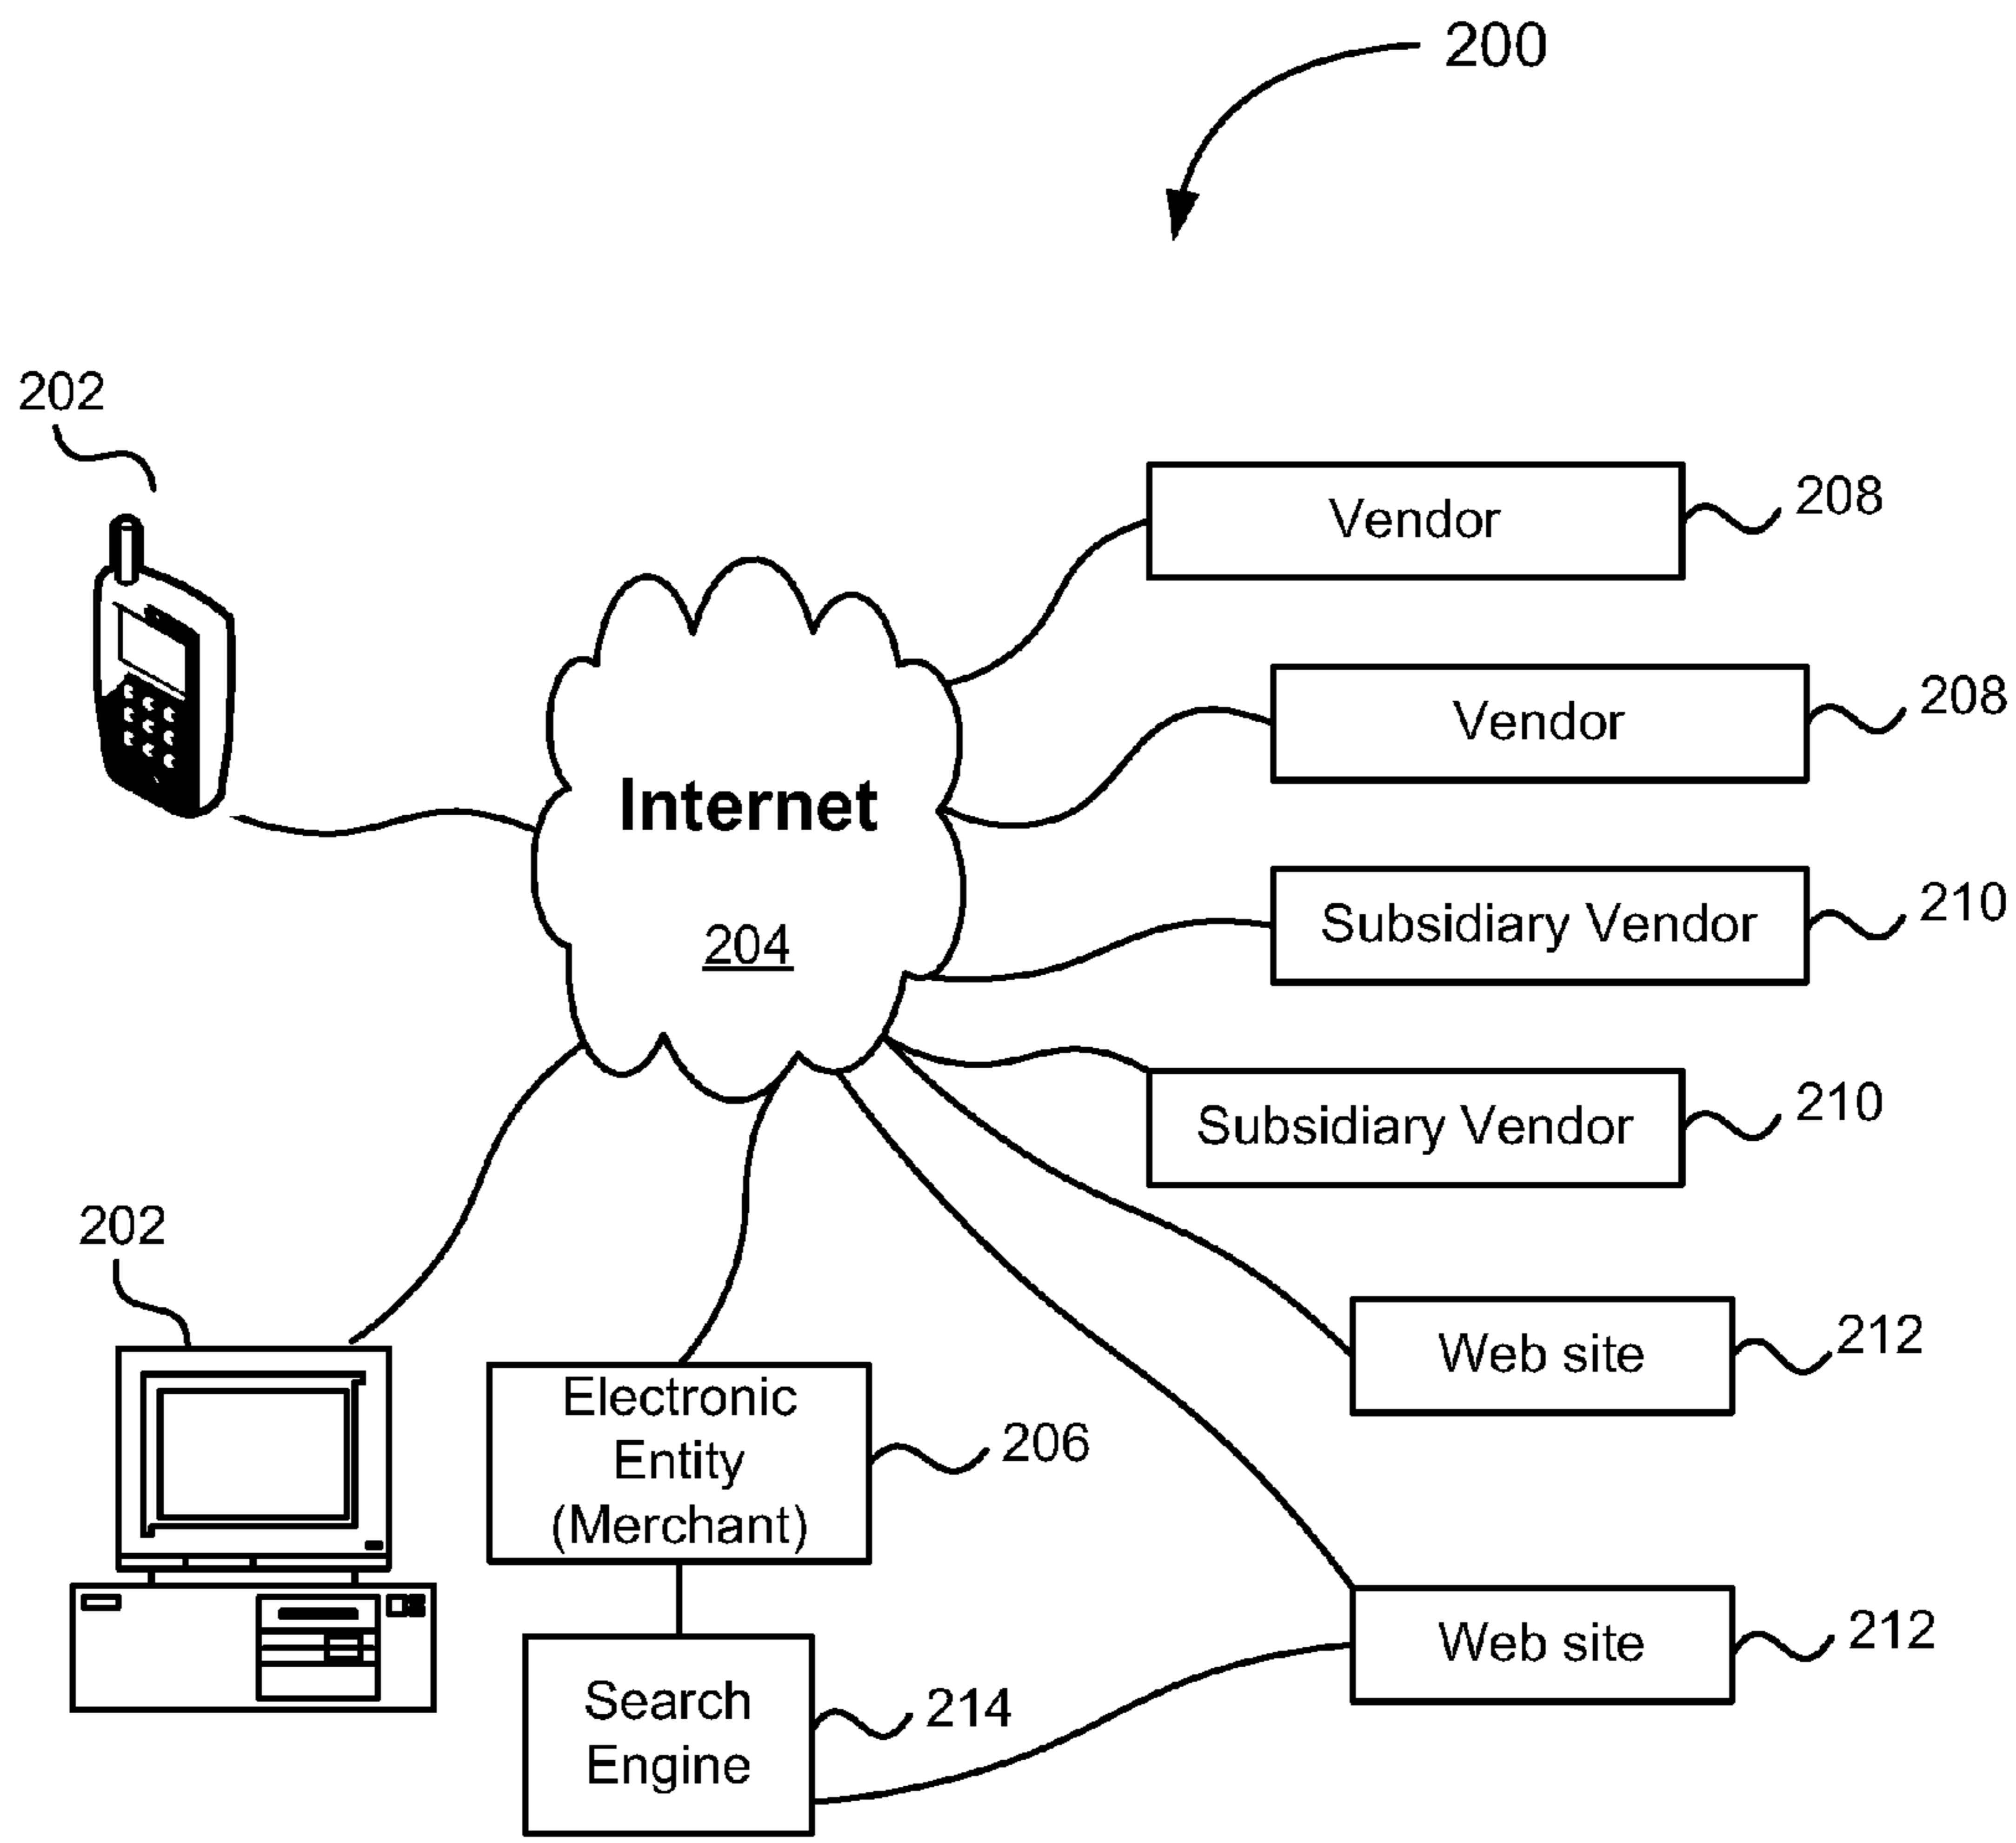 200
202
Vendor
208
Vendor
208
Internet
204
Subsidiary Vendor
210
Subsidiary Vendor
210
202
Web site
212
Electronic
Entity
(Merchant)
206
Web site
212
Search
Engine
214